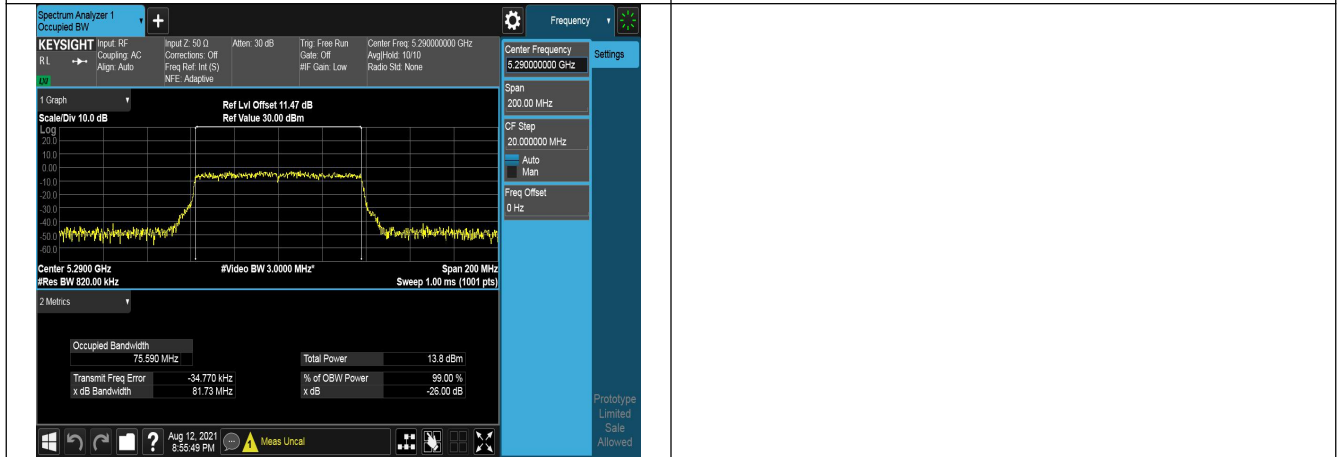 Spectrum Analyzer 1
Occupied BW
Frequency
KEYSIGHT
R L
Input: RF
Coupling: AC
Align: Auto
Input Z: 50 Ω
Corrections: Off
Freq Ref: Int (S)
NFE: Adaptive
Atten: 30 dB
Trig: Free Run
Gate: Off
#IF Gain: Low
Center Freq: 5.290000000 GHz
Avg|Hold: 10/10
Radio Std: None
Center Frequency
5.290000000 GHz
Settings
Span
200.00 MHz
CF Step
20.000000 MHz
Auto
Man
Freq Offset
0 Hz
1 Graph
Scale/Div 10.0 dB
Ref Lvl Offset 11.47 dB
Ref Value 30.00 dBm
Log
20.0
10.0
0.00
-10.0
-20.0
-30.0
-40.0
-50.0
-60.0
Center 5.2900 GHz
#Video BW 3.0000 MHz*
Span 200 MHz
#Res BW 820.00 kHz
Sweep 1.00 ms (1001 pts)
2 Metrics
Occupied Bandwidth
75.590 MHz
Total Power 13.8 dBm
Transmit Freq Error -34.770 kHz
% of OBW Power 99.00 %
x dB Bandwidth 81.73 MHz
x dB -26.00 dB
Prototype
Limited
Sale
Allowed
Aug 12, 2021
8:55:49 PM
Meas Uncal